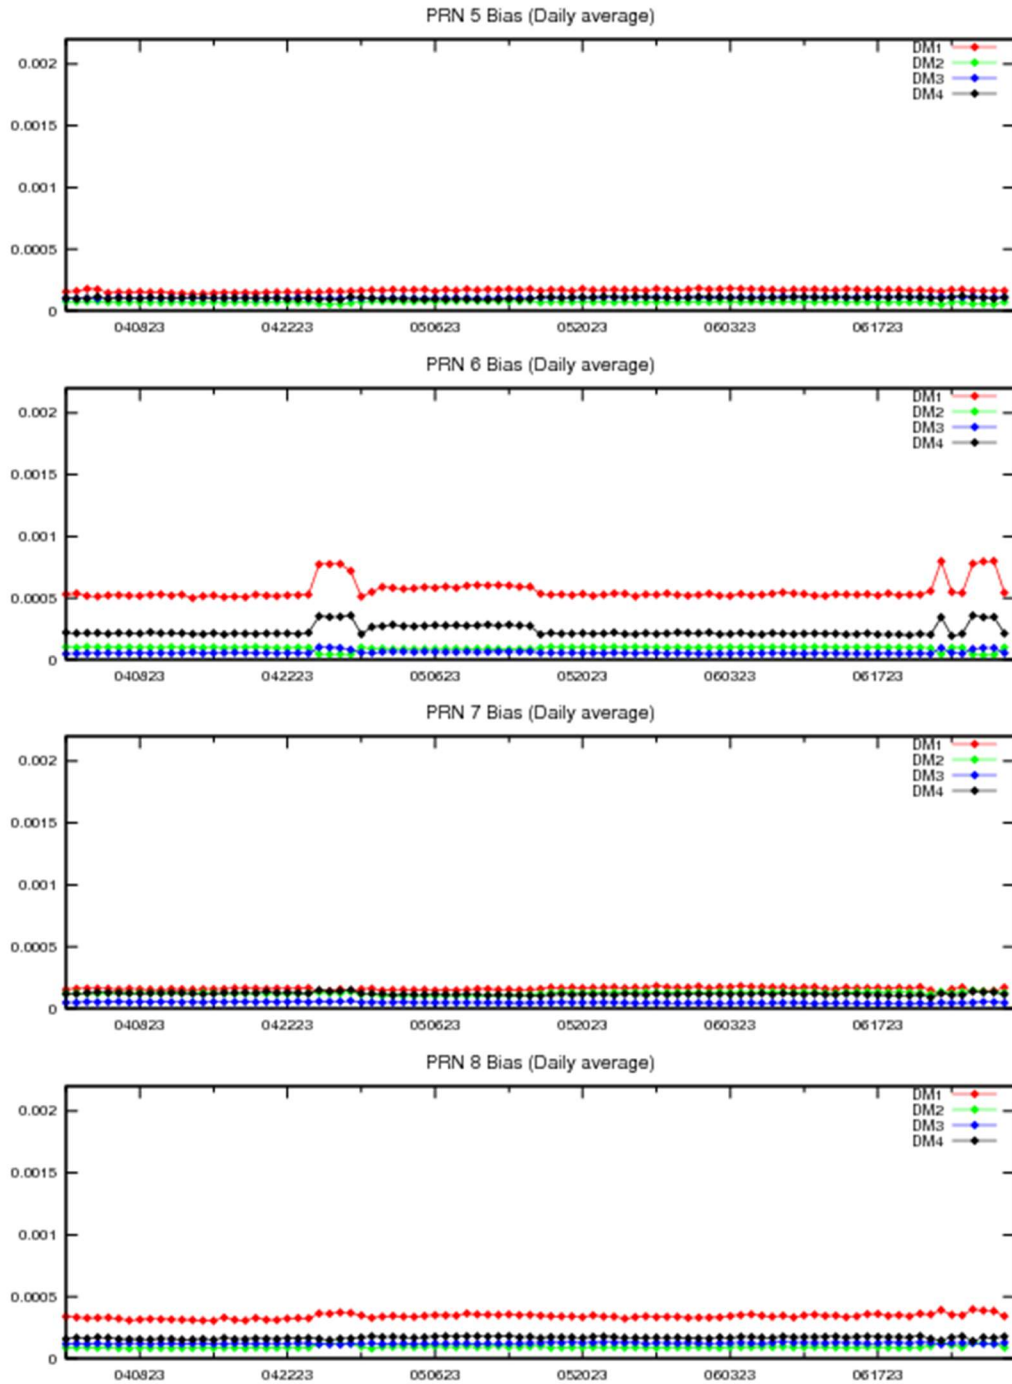 PRN 5 Bias (Daily average)
DM1
DM2
DM3
DM4
0.002
0.0015
0.001
0.0005
0
040823 042223 050623 052023 060323 061723
PRN 6 Bias (Daily average)
DM1
DM2
DM3
DM4
0.002
0.0015
0.001
0.0005
0
040823 042223 050623 052023 060323 061723
PRN 7 Bias (Daily average)
DM1
DM2
DM3
DM4
0.002
0.0015
0.001
0.0005
0
040823 042223 050623 052023 060323 061723
PRN 8 Bias (Daily average)
DM1
DM2
DM3
DM4
0.002
0.0015
0.001
0.0005
0
040823 042223 050623 052023 060323 061723